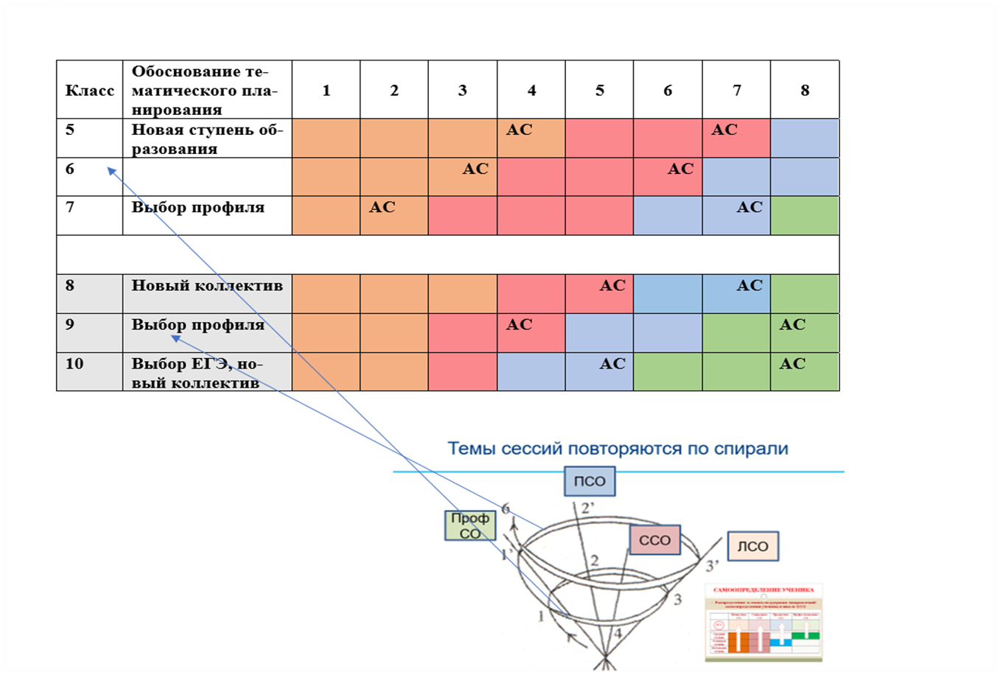 Класс
Обоснование те-
матического пла-
нирования
1 2 3 4 5 6 7 8
5
Новая ступень об-
разования
АС АС
6
АС АС
7
Выбор профиля
АС АС
8
Новый коллектив
АС АС
9
Выбор профиля
АС АС
10
Выбор ЕГЭ, но-
вый коллектив
АС АС
Темы сессий повторяются по спирали
ПСО
Проф
СО
ССО
ЛСО
6
2’
1’
2
3’
3
1
4
САМООПРЕДЕЛЕНИЕ УЧЕНИКА